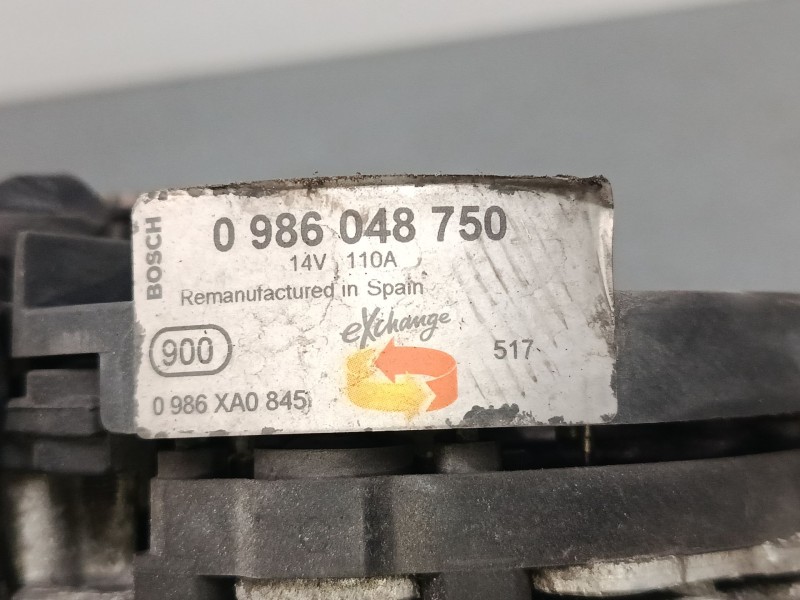 BOSCH
0 986 048 750
14V 110A
Remanufactured in Spain
eXchange
900
517
0 986 XA0 845